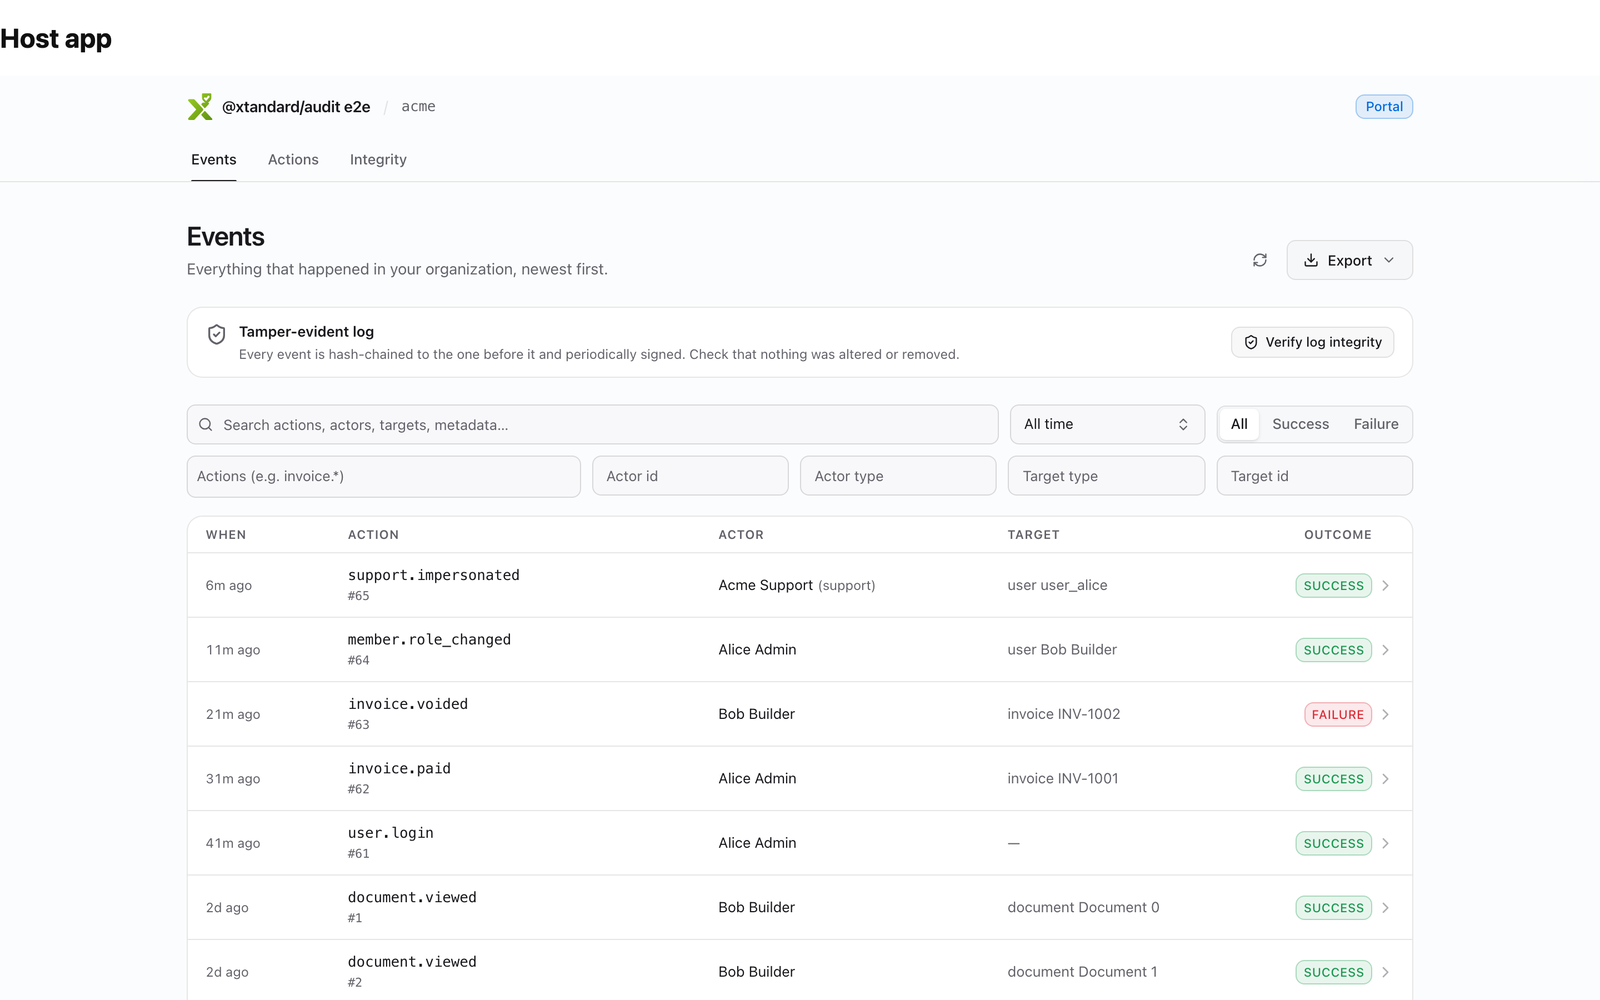 Host app
@xtandard/audit e2e / acme
Portal
Events Actions Integrity
Events
Everything that happened in your organization, newest first.
Export
Tamper-evident log
Every event is hash-chained to the one before it and periodically signed. Check that nothing was altered or removed.
Verify log integrity
Search actions, actors, targets, metadata...
All time
All Success Failure
Actions (e.g. invoice.*)
Actor id
Actor type
Target type
Target id
WHEN ACTION ACTOR TARGET OUTCOME
6m ago support.impersonated Acme Support (support) user user_alice SUCCESS
#65
11m ago member.role_changed Alice Admin user Bob Builder SUCCESS
#64
21m ago invoice.voided Bob Builder invoice INV-1002 FAILURE
#63
31m ago invoice.paid Alice Admin invoice INV-1001 SUCCESS
#62
41m ago user.login Alice Admin — SUCCESS
#61
2d ago document.viewed Bob Builder document Document 0 SUCCESS
#1
2d ago document.viewed Bob Builder document Document 1 SUCCESS
#2